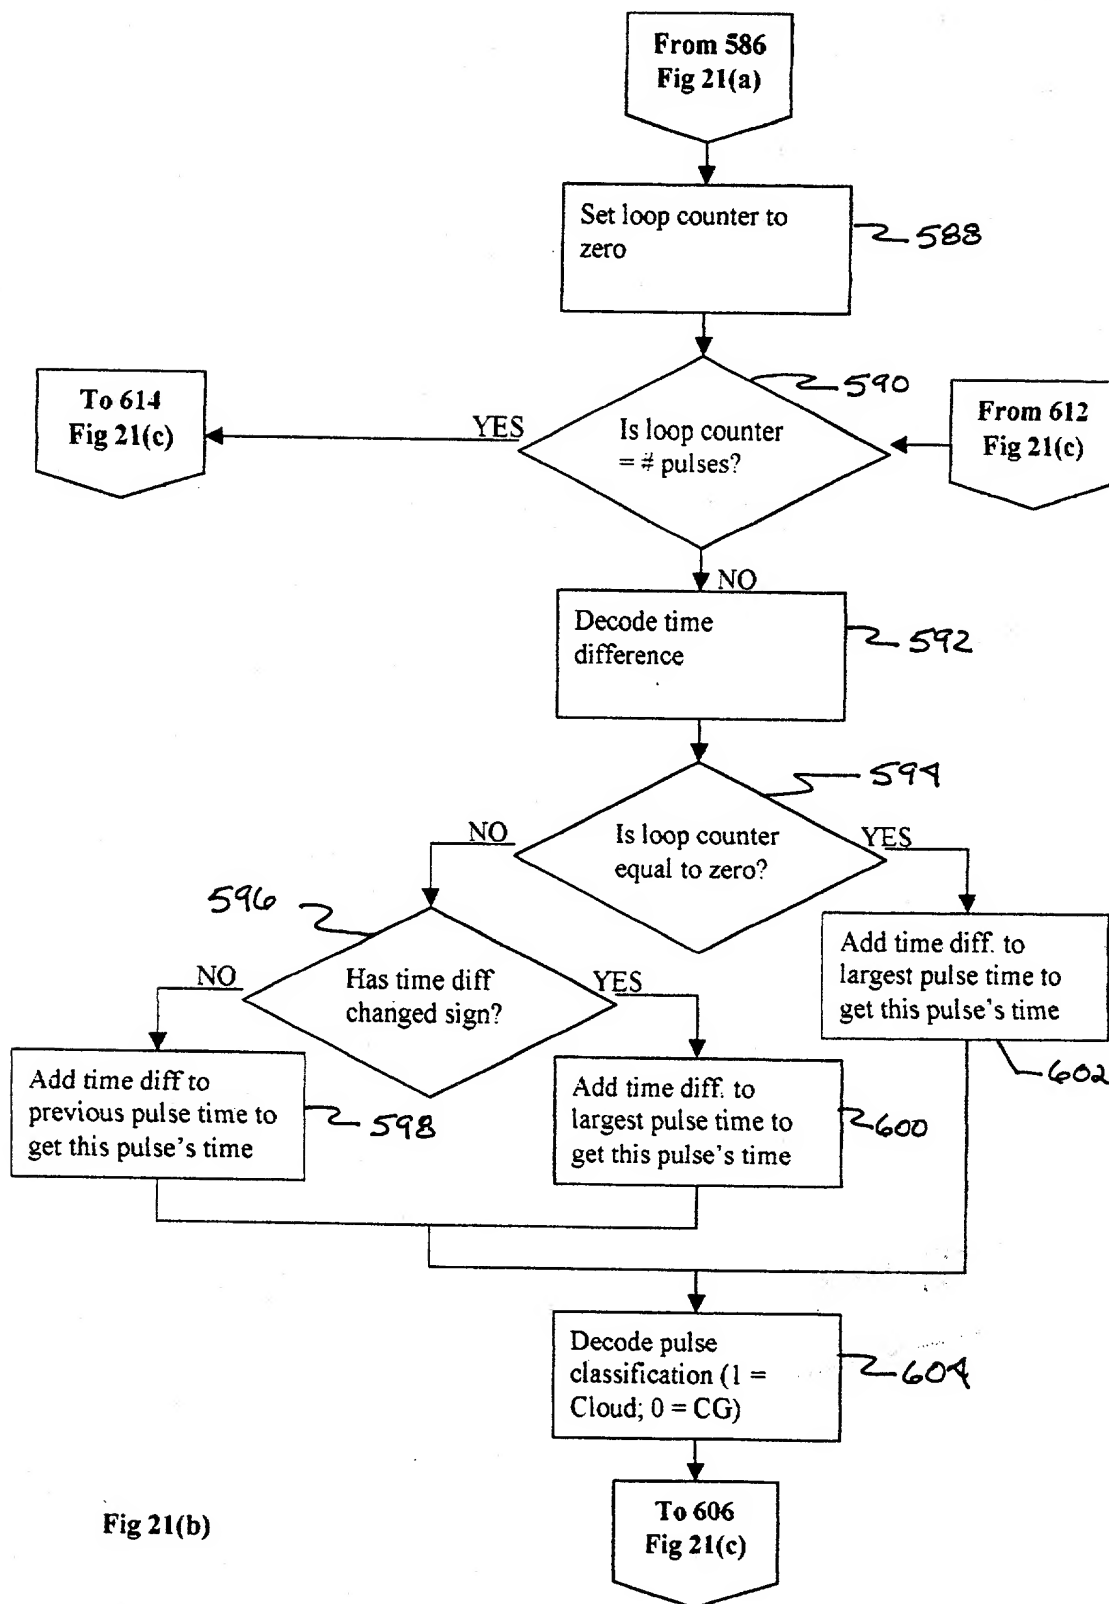 From 586
Fig 21(a)
Set loop counter to
zero
588
590
To 614
Fig 21(c)
YES
Is loop counter
= # pulses?
From 612
Fig 21(c)
NO
Decode time
difference
592
594
NO
Is loop counter
equal to zero?
YES
596
NO
Has time diff
changed sign?
YES
Add time diff. to
largest pulse time to
get this pulse's time
602
Add time diff to
previous pulse time to
get this pulse's time
598
Add time diff. to
largest pulse time to
get this pulse's time
600
Decode pulse
classification (1 =
Cloud; 0 = CG)
604
To 606
Fig 21(c)
Fig 21(b)